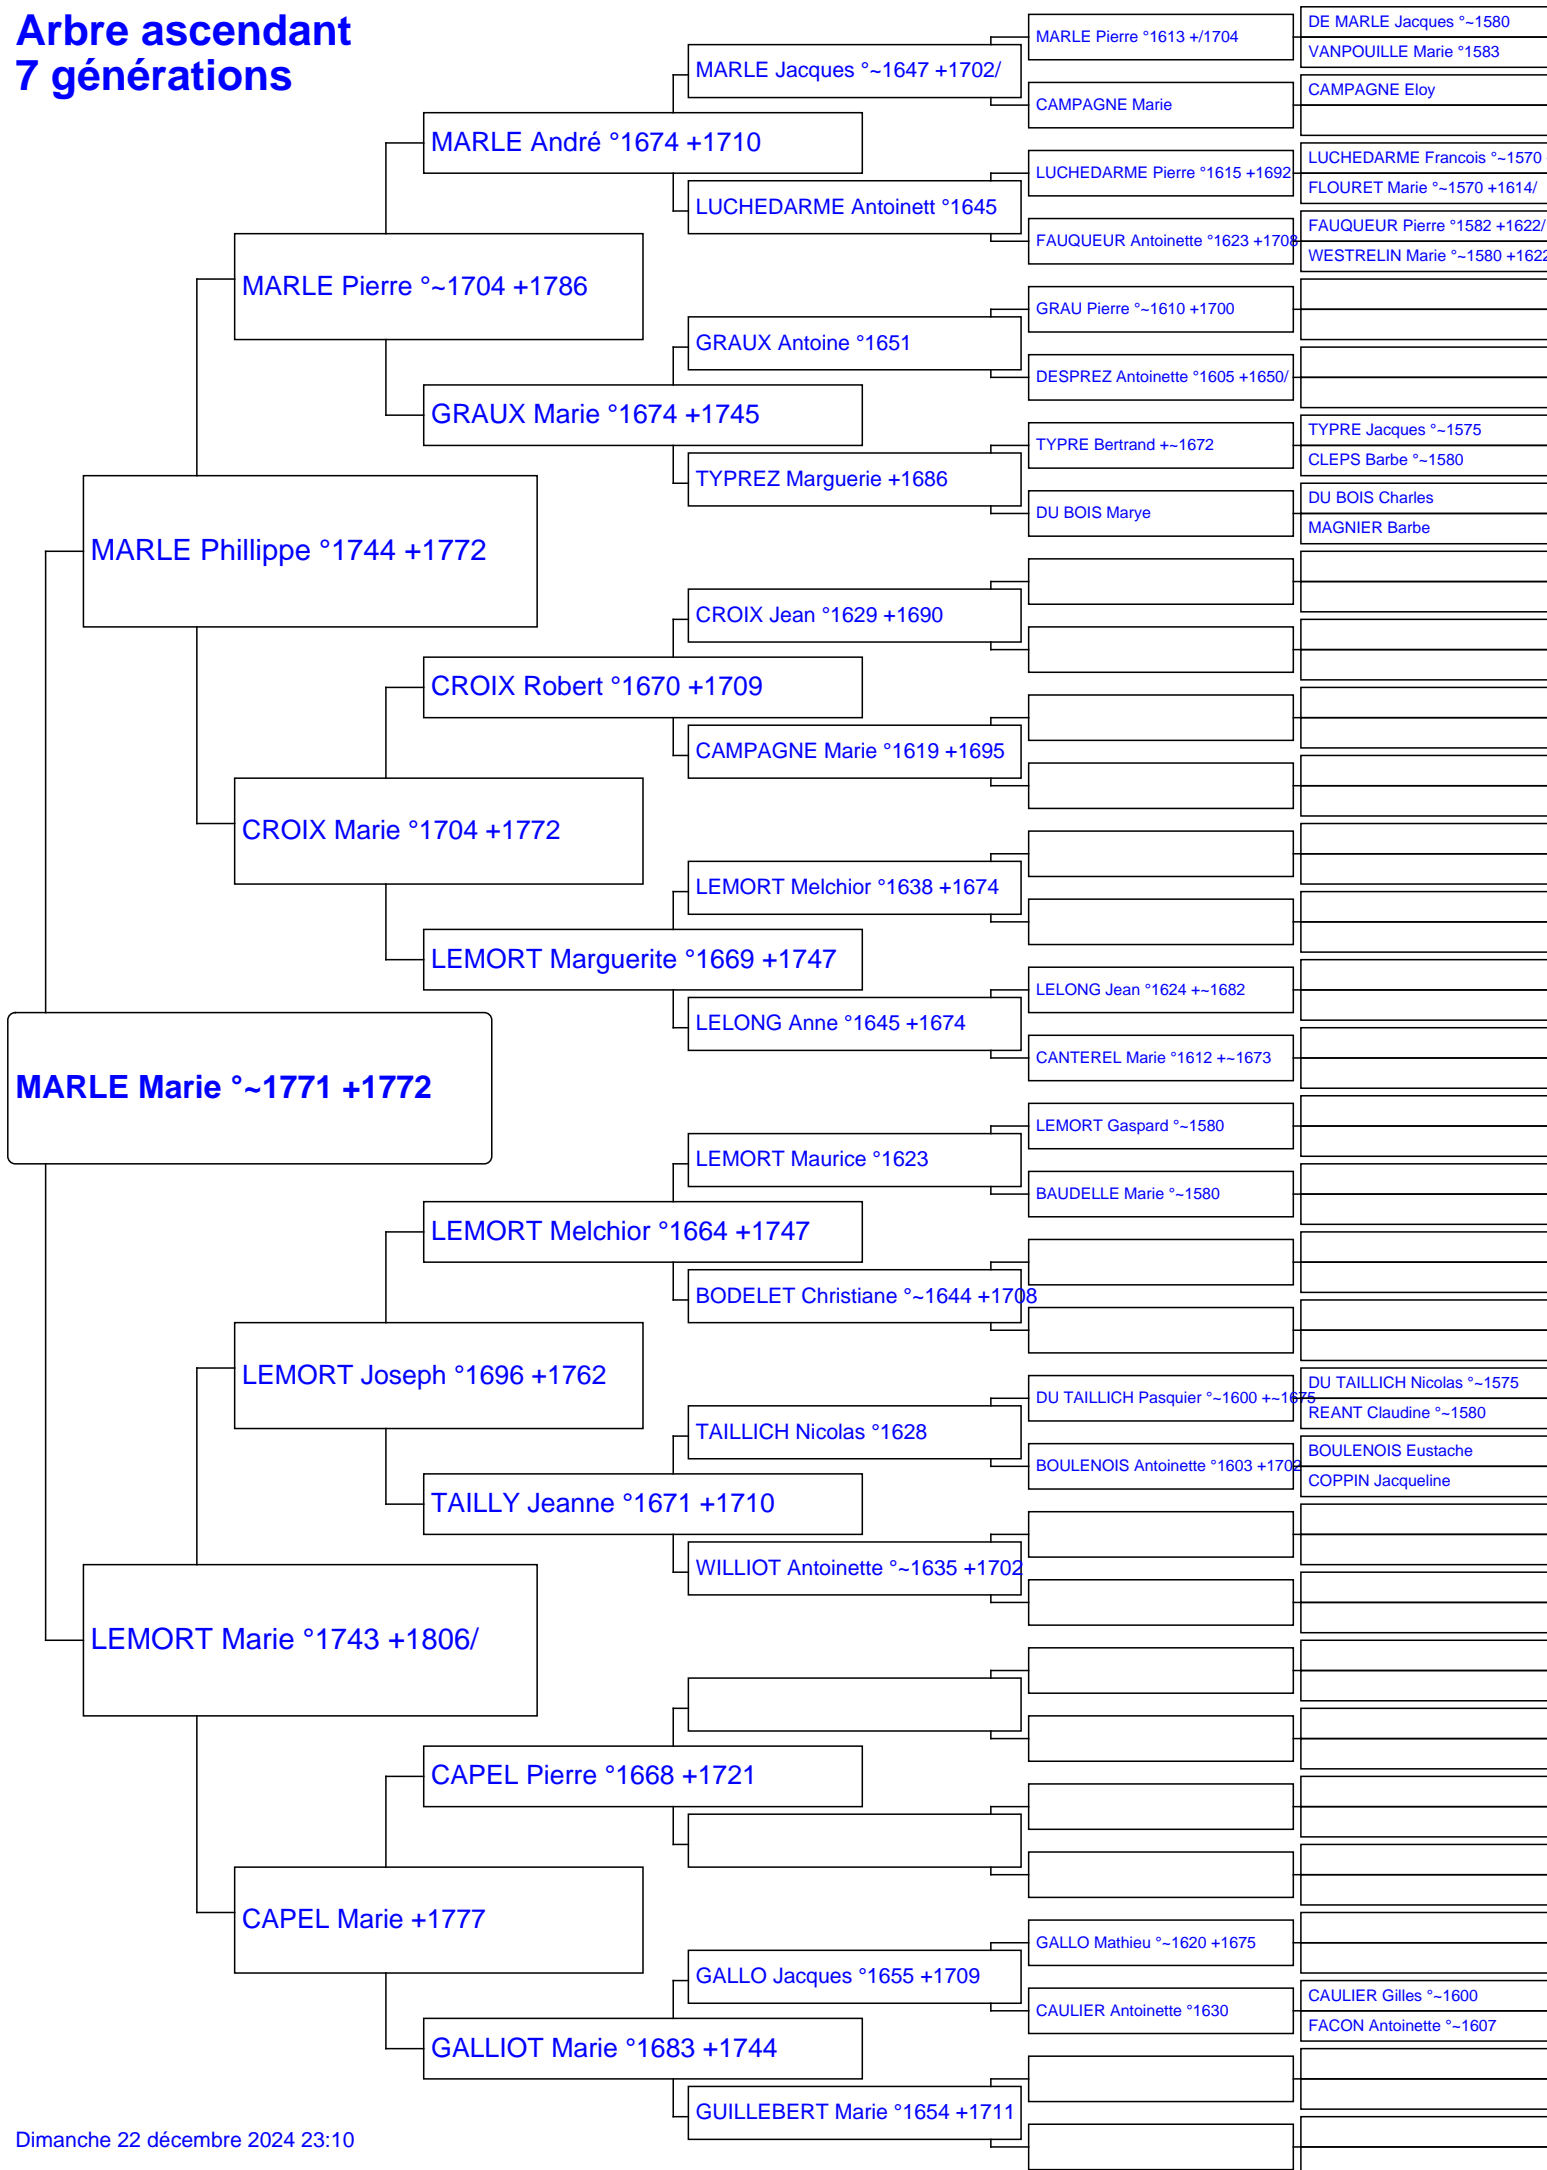 Arbre ascendant
7 générations
MARLE Marie °~1771 +1772
MARLE Phillippe °1744 +1772
LEMORT Marie °1743 +1806/
MARLE Pierre °~1704 +1786
CROIX Marie °1704 +1772
LEMORT Joseph °1696 +1762
CAPEL Marie +1777
MARLE André °1674 +1710
GRAUX Marie °1674 +1745
CROIX Robert °1670 +1709
LEMORT Marguerite °1669 +1747
LEMORT Melchior °1664 +1747
TAILLY Jeanne °1671 +1710
CAPEL Pierre °1668 +1721
GALLIOT Marie °1683 +1744
MARLE Jacques °~1647 +1702/
LUCHEDARME Antoinett °1645
GRAUX Antoine °1651
TYPREZ Marguerie +1686
CROIX Jean °1629 +1690
CAMPAGNE Marie °1619 +1695
LEMORT Melchior °1638 +1674
LELONG Anne °1645 +1674
LEMORT Maurice °1623
BODELET Christiane °~1644 +1708
TAILLICH Nicolas °1628
WILLIOT Antoinette °~1635 +1702
GALLO Jacques °1655 +1709
GUILLEBERT Marie °1654 +1711
MARLE Pierre °1613 +/1704
CAMPAGNE Marie
LUCHEDARME Pierre °1615 +1692
FAUQUEUR Antoinette °1623 +1708
GRAU Pierre °~1610 +1700
DESPREZ Antoinette °1605 +1650/
TYPRE Bertrand +~1672
DU BOIS Marye
LELONG Jean °1624 +~1682
CANTEREL Marie °1612 +~1673
LEMORT Gaspard °~1580
BAUDELLE Marie °~1580
DU TAILLICH Pasquier °~1600 +~1675
BOULENOIS Antoinette °1603 +1702
GALLO Mathieu °~1620 +1675
CAULIER Antoinette °1630
DE MARLE Jacques °~1580
VANPOUILLE Marie °1583
CAMPAGNE Eloy
LUCHEDARME Francois °~1570
FLOURET Marie °~1570 +1614/
FAUQUEUR Pierre °1582 +1622/
WESTRELIN Marie °~1580 +1622
TYPRE Jacques °~1575
CLEPS Barbe °~1580
DU BOIS Charles
MAGNIER Barbe
DU TAILLICH Nicolas °~1575
REANT Claudine °~1580
BOULENOIS Eustache
COPPIN Jacqueline
CAULIER Gilles °~1600
FACON Antoinette °~1607
Dimanche 22 décembre 2024 23:10